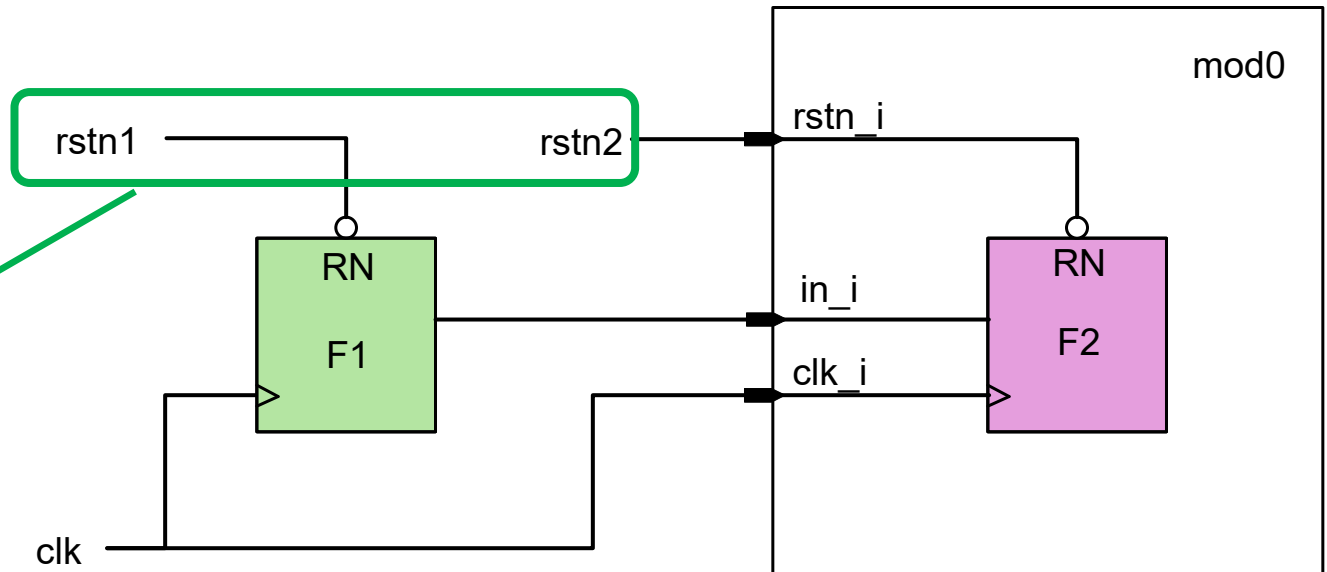 mod0
rstn1
rstn2
rstn_i
RN
F1
in_i
RN
F2
clk_i
clk